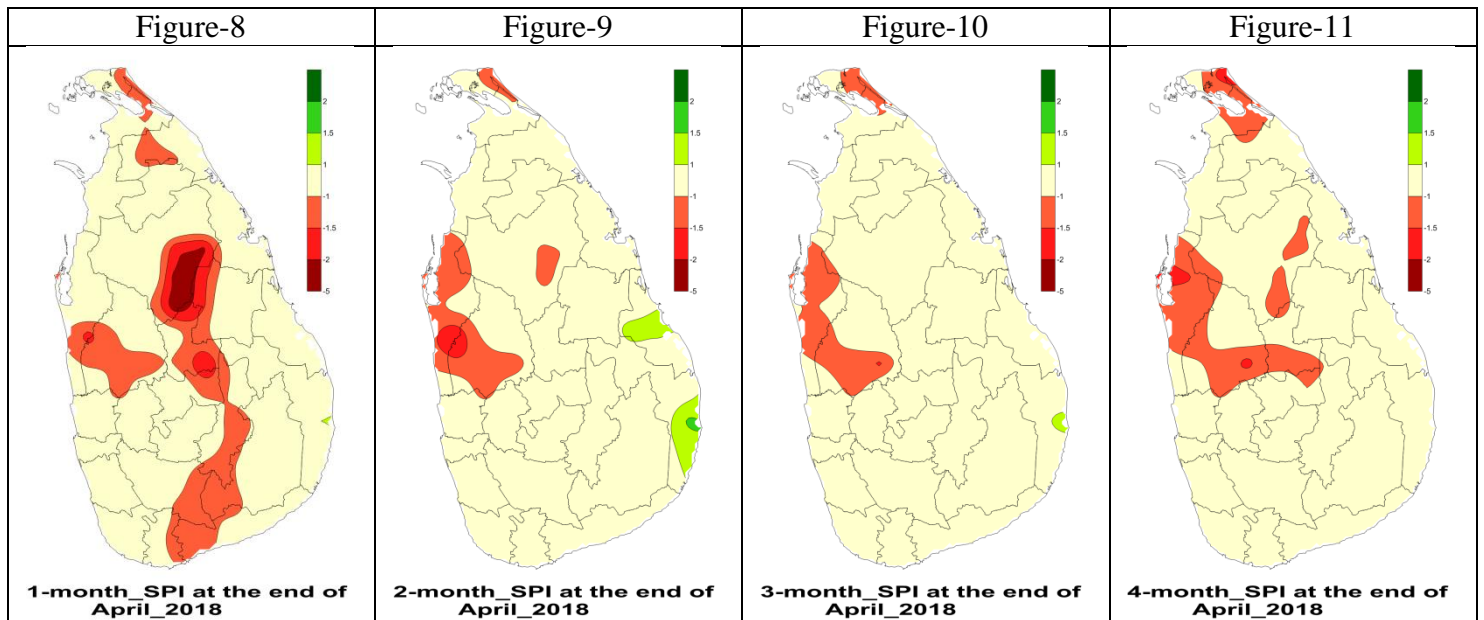 Figure-8
Figure-9
Figure-10
Figure-11
2
1.5
1
-1
-1.5
-2
-5
2
1.5
1
-1
-1.5
-2
-5
2
1.5
1
-1
-1.5
-2
-5
2
1.5
1
-1
-1.5
-2
-5
1-month_SPI at the end of
April_2018
2-month_SPI at the end of
April_2018
3-month_SPI at the end of
April_2018
4-month_SPI at the end of
April_2018